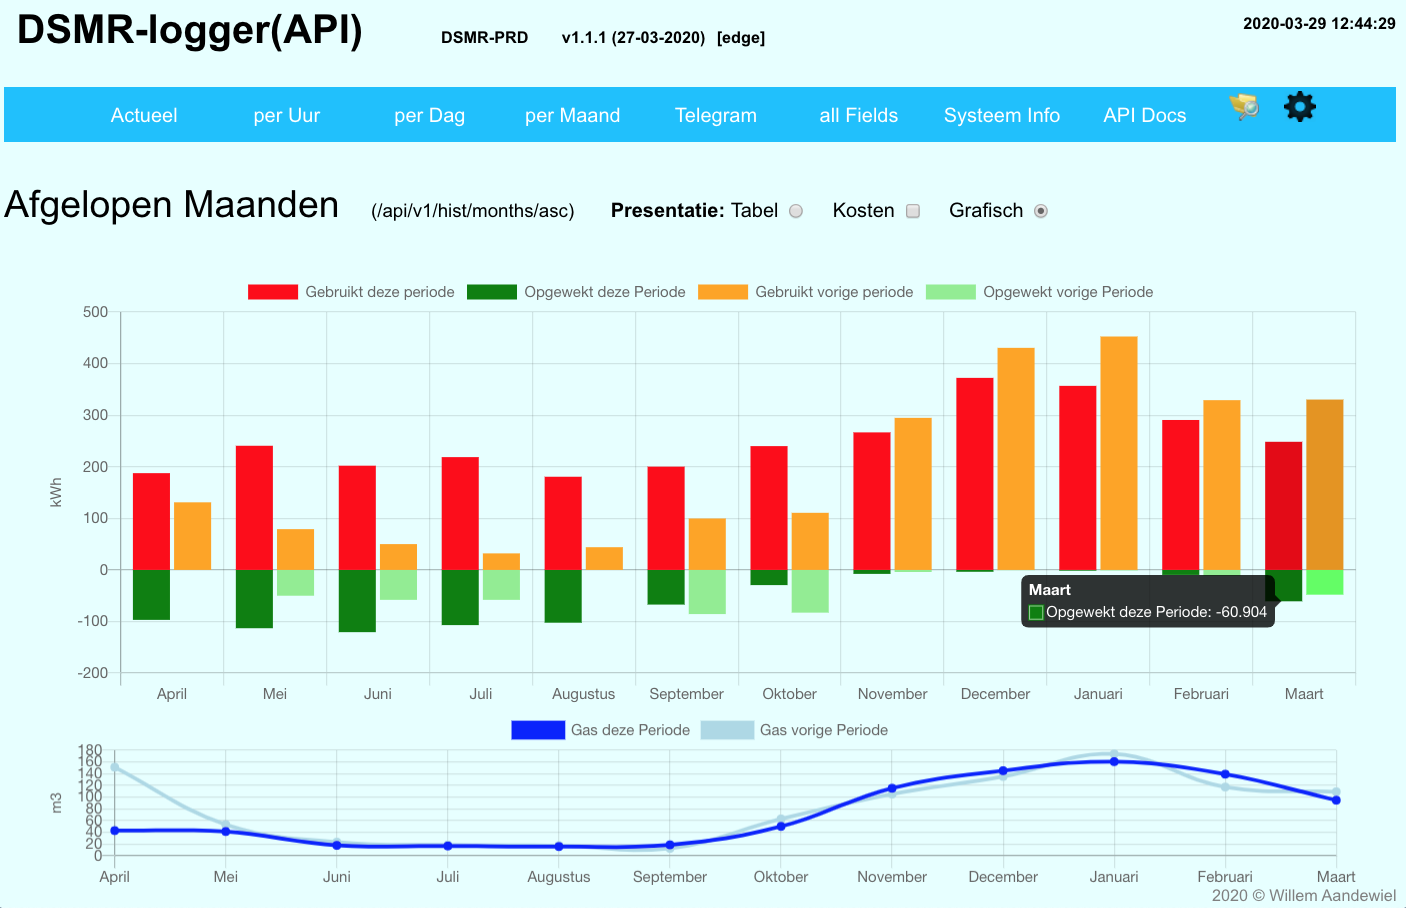 DSMR-logger(API) DSMR-PRD v1.1.1 (27-03-2020) [edge] 2020-03-29 12:44:29
Actueel per Uur per Dag per Maand Telegram all Fields Systeem Info API Docs
Afgelopen Maanden (/api/v1/hist/months/asc) Presentatie: Tabel Kosten Grafisch
Gebruikt deze periode Opgewekt deze Periode Gebruikt vorige periode Opgewekt vorige Periode
500
400
300
200
100
0
-100
-200
kWh
Maart
Opgewekt deze Periode: -60.904
April Mei Juni Juli Augustus September Oktober November December Januari Februari Maart
Gas deze Periode Gas vorige Periode
180
160
140
120
100
80
60
40
20
0
m3
April Mei Juni Juli Augustus September Oktober November December Januari Februari Maart
2020 © Willem Aandewiel